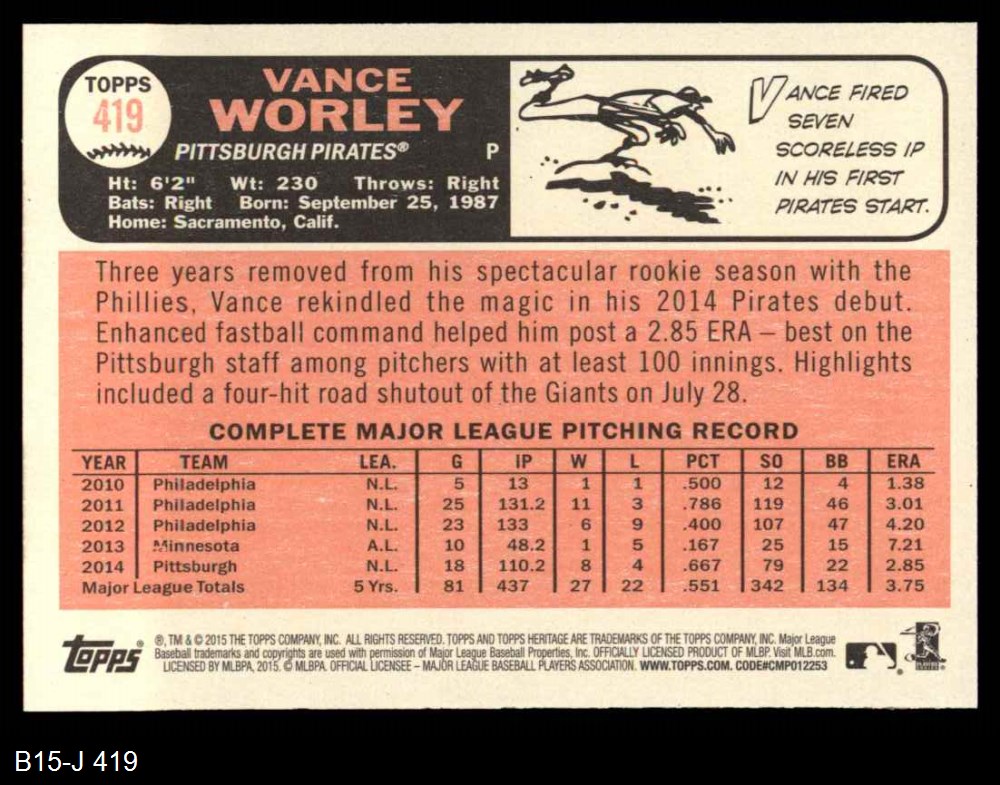 TOPPS
419
VANCE
WORLEY
PITTSBURGH PIRATES® P
Ht: 6'2" Wt: 230 Throws: Right
Bats: Right Born: September 25, 1987
Home: Sacramento, Calif.
VANCE FIRED
SEVEN
SCORELESS IP
IN HIS FIRST
PIRATES START.
Three years removed from his spectacular rookie season with the
Phillies, Vance rekindled the magic in his 2014 Pirates debut.
Enhanced fastball command helped him post a 2.85 ERA – best on the
Pittsburgh staff among pitchers with at least 100 innings. Highlights
included a four-hit road shutout of the Giants on July 28.
COMPLETE MAJOR LEAGUE PITCHING RECORD
YEAR TEAM LEA. G IP W L PCT SO BB ERA
2010 Philadelphia N.L. 5 13 1 1 .500 12 4 1.38
2011 Philadelphia N.L. 25 131.2 11 3 .786 119 46 3.01
2012 Philadelphia N.L. 23 133 6 9 .400 107 47 4.20
2013 Minnesota A.L. 10 48.2 1 5 .167 25 15 7.21
2014 Pittsburgh N.L. 18 110.2 8 4 .667 79 22 2.85
Major League Totals 5 Yrs. 81 437 27 22 .551 342 134 3.75
topps®
®, TM & © 2015 THE TOPPS COMPANY, INC. ALL RIGHTS RESERVED. TOPPS AND TOPPS HERITAGE ARE TRADEMARKS OF THE TOPPS COMPANY, INC. Major League
Baseball trademarks and copyrights are used with permission of Major League Baseball Properties, Inc. OFFICIALLY LICENSED PRODUCT OF MLBP. Visit MLB.com.
LICENSED BY MLBPA, 2015. © MLBPA. OFFICIAL LICENSEE – MAJOR LEAGUE BASEBALL PLAYERS ASSOCIATION. WWW.TOPPS.COM. CODE#CMP012253
B15-J 419